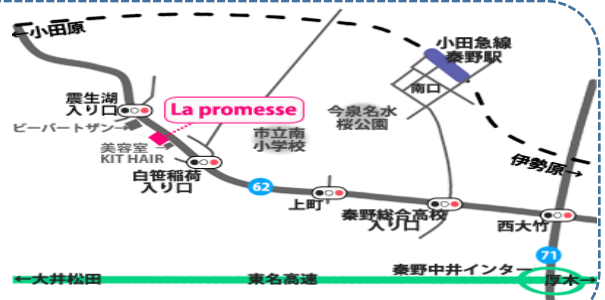 ←小田原
小田急線
秦野駅
南口
震生湖
入り口
La promesse
ビーバートザン→
今泉名水
桜公園
市立南
小学校
美容室→
KIT HAIR
白笹稲荷
入り口
伊勢原→
62
上町
秦野総合高校
入り口
西大竹
71
秦野中井インター
←大井松田
東名高速
厚木→